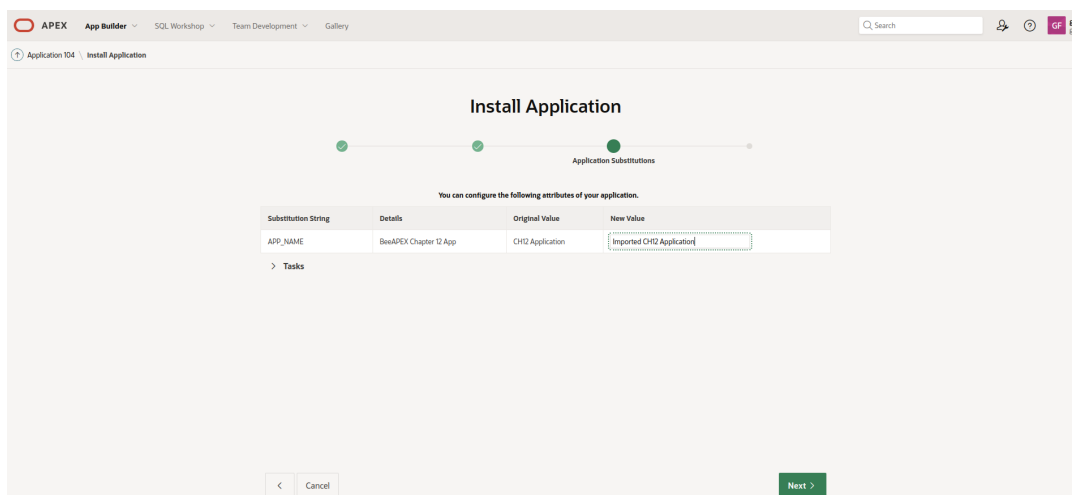 APEX App Builder SQL Workshop Team Development Gallery Search GF
Application 104 \ Install Application
Install Application
Application Substitutions
You can configure the following attributes of your application.
Substitution String Details Original Value New Value
APP_NAME BeeAPEX Chapter 12 App CH12 Application Imported CH12 Application
> Tasks
< Cancel Next >